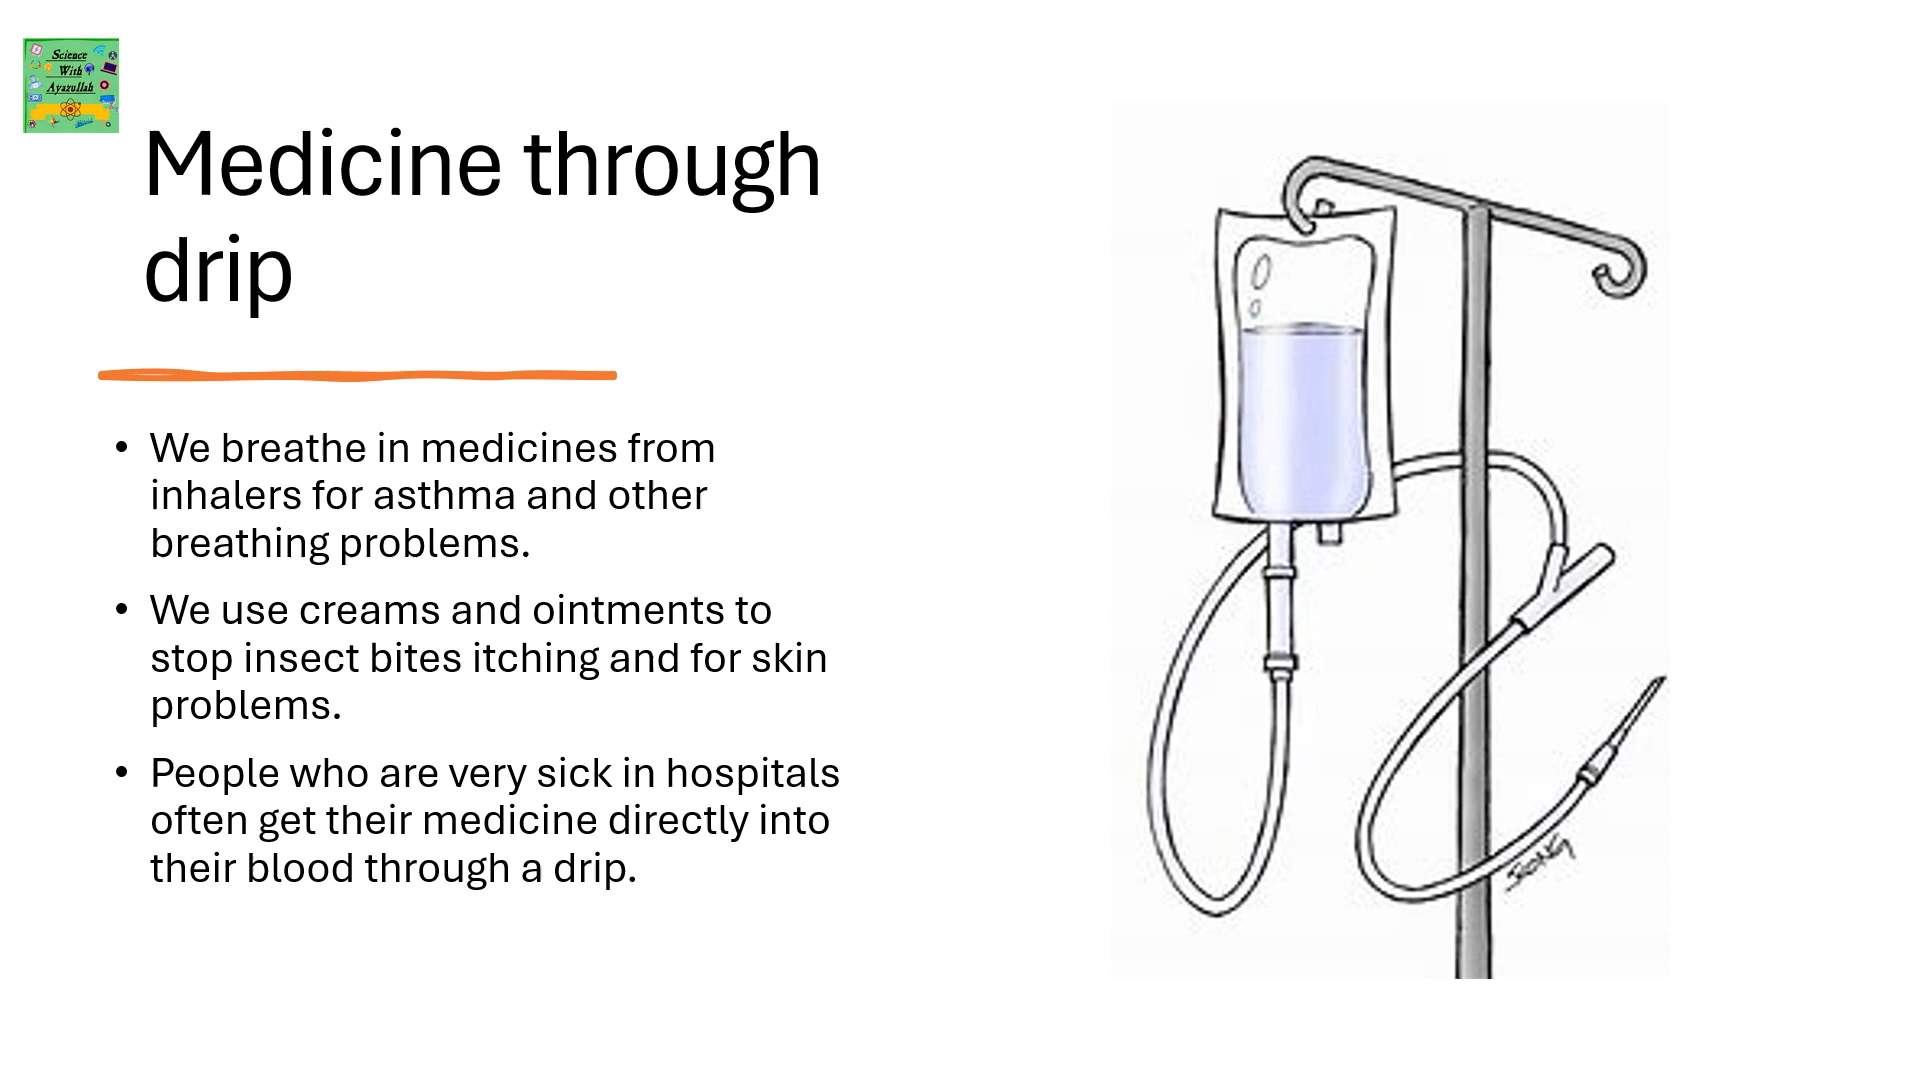 Science
With
Ayazullah
Medicine through
drip
• We breathe in medicines from
inhalers for asthma and other
breathing problems.
• We use creams and ointments to
stop insect bites itching and for skin
problems.
• People who are very sick in hospitals
often get their medicine directly into
their blood through a drip.